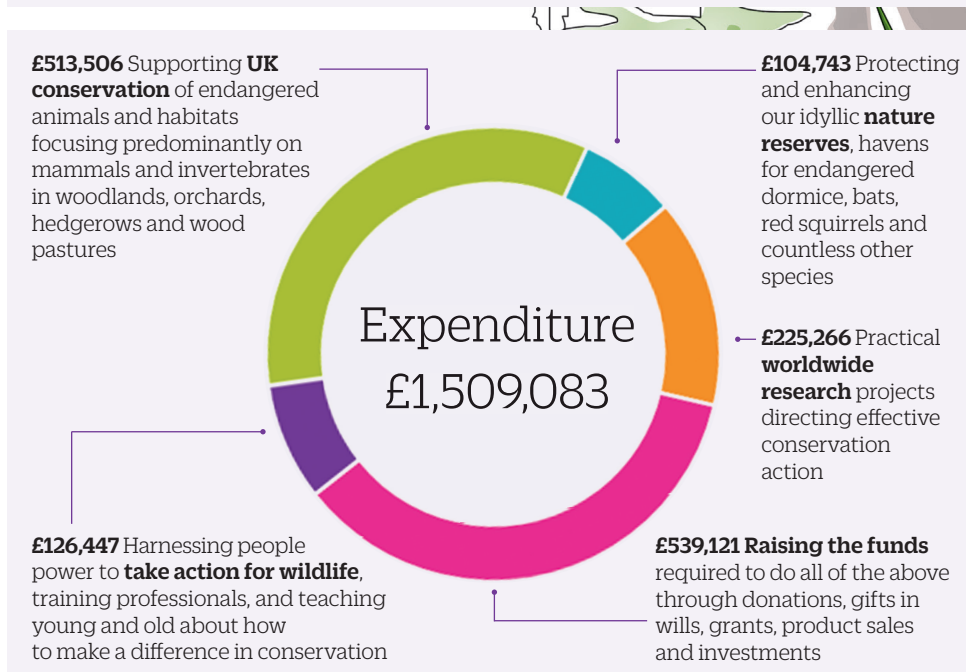 £513,506 Supporting UK
conservation of endangered
animals and habitats
focusing predominantly on
mammals and invertebrates
in woodlands, orchards,
hedgerows and wood
pastures
£104,743 Protecting
and enhancing
our idyllic nature
reserves, havens
for endangered
dormice, bats,
red squirrels and
countless other
species
Expenditure
£1,509,083
£225,266 Practical
worldwide
research projects
directing effective
conservation
action
£126,447 Harnessing people
power to take action for wildlife,
training professionals, and teaching
young and old about how
to make a difference in conservation
£539,121 Raising the funds
required to do all of the above
through donations, gifts in
wills, grants, product sales
and investments